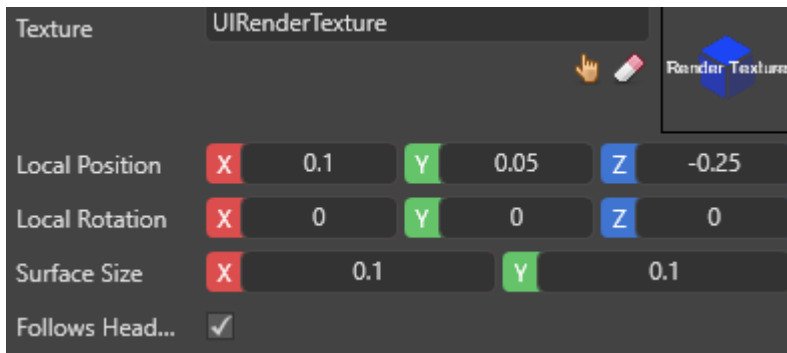 Texture
UIRenderTexture
Render Texture
Local Position X 0.1 Y 0.05 Z -0.25
Local Rotation X 0 Y 0 Z 0
Surface Size X 0.1 Y 0.1
Follows Head...